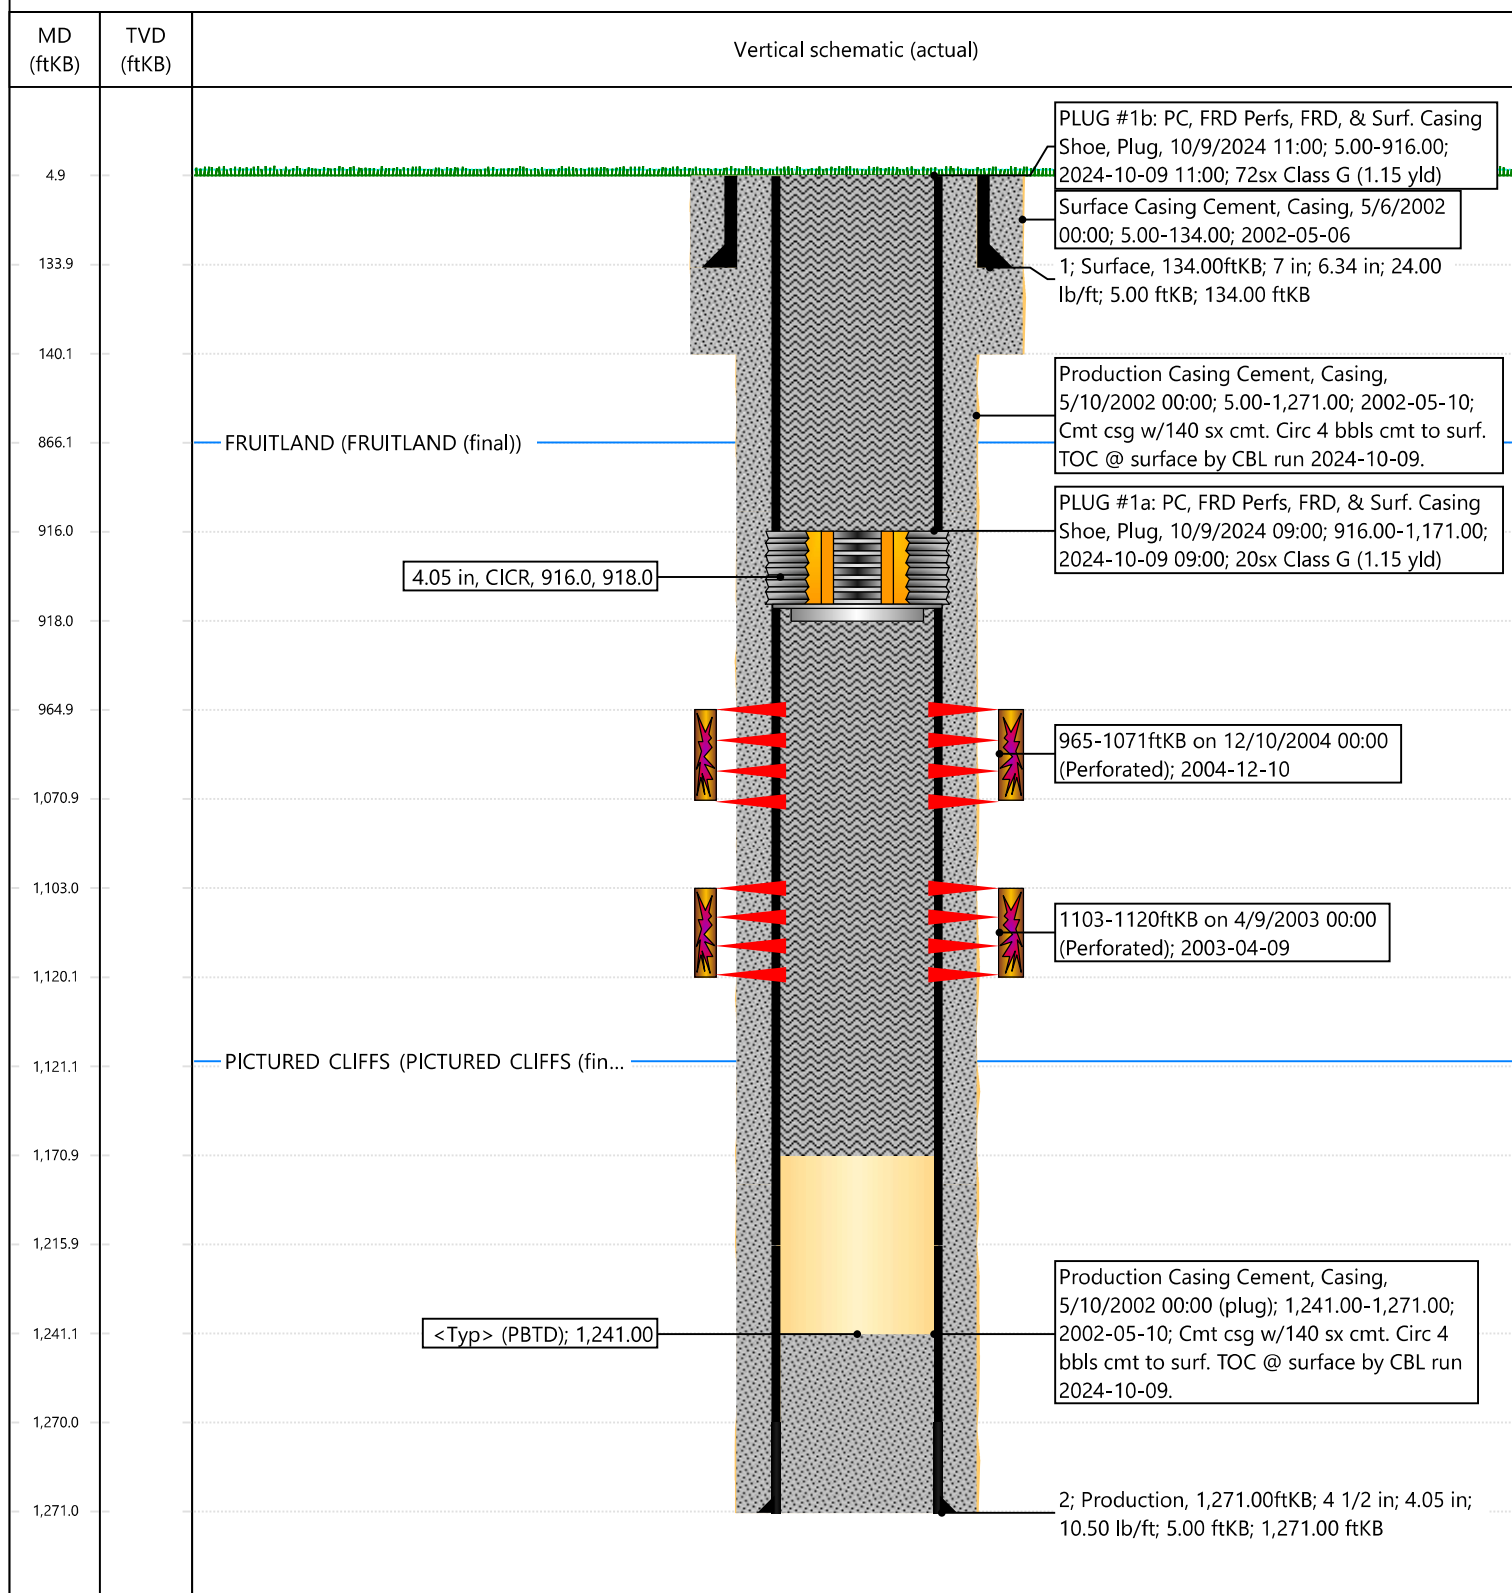 MD
(ftKB)
TVD
(ftKB)
Vertical schematic (actual)
PLUG #1b: PC, FRD Perfs, FRD, & Surf. Casing
Shoe, Plug, 10/9/2024 11:00; 5.00-916.00;
2024-10-09 11:00; 72sx Class G (1.15 yld)
4.9
Surface Casing Cement, Casing, 5/6/2002
00:00; 5.00-134.00; 2002-05-06
133.9
1; Surface, 134.00ftKB; 7 in; 6.34 in; 24.00
lb/ft; 5.00 ftKB; 134.00 ftKB
140.1
Production Casing Cement, Casing,
5/10/2002 00:00; 5.00-1,271.00; 2002-05-10;
Cmt csg w/140 sx cmt. Circ 4 bbls cmt to surf.
TOC @ surface by CBL run 2024-10-09.
866.1
FRUITLAND (FRUITLAND (final))
PLUG #1a: PC, FRD Perfs, FRD, & Surf. Casing
Shoe, Plug, 10/9/2024 09:00; 916.00-1,171.00;
2024-10-09 09:00; 20sx Class G (1.15 yld)
916.0
4.05 in, CICR, 916.0, 918.0
918.0
964.9
965-1071ftKB on 12/10/2004 00:00
(Perforated); 2004-12-10
1,070.9
1,103.0
1103-1120ftKB on 4/9/2003 00:00
(Perforated); 2003-04-09
1,120.1
PICTURED CLIFFS (PICTURED CLIFFS (fin...
1,121.1
1,170.9
1,215.9
Production Casing Cement, Casing,
5/10/2002 00:00 (plug); 1,241.00-1,271.00;
2002-05-10; Cmt csg w/140 sx cmt. Circ 4
bbls cmt to surf. TOC @ surface by CBL run
2024-10-09.
<Typ> (PBTD); 1,241.00
1,241.1
1,270.0
1,271.0
2; Production, 1,271.00ftKB; 4 1/2 in; 4.05 in;
10.50 lb/ft; 5.00 ftKB; 1,271.00 ftKB